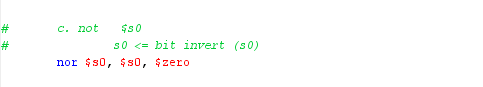 #       c. not   $s0
#               s0 <= bit invert (s0)
        nor $s0, $s0, $zero